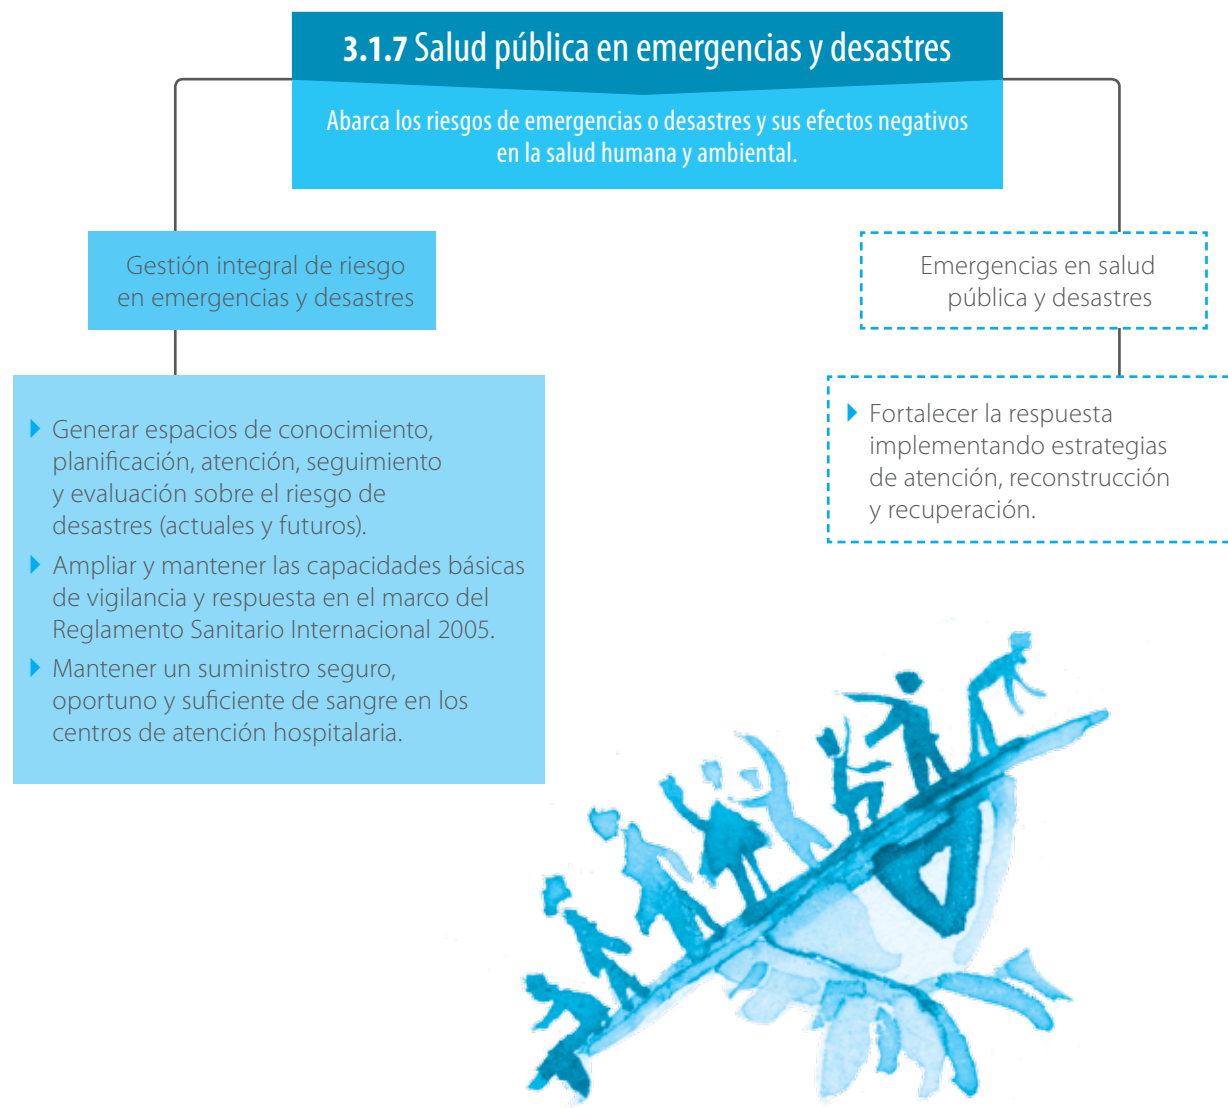 3.1.7 Salud pública en emergencias y desastres
Abarca los riesgos de emergencias o desastres y sus efectos negativos
en la salud humana y ambiental.
Gestión integral de riesgo
en emergencias y desastres
Generar espacios de conocimiento,
planificación, atención, seguimiento
y evaluación sobre el riesgo de
desastres (actuales y futuros).
Ampliar y mantener las capacidades básicas
de vigilancia y respuesta en el marco del
Reglamento Sanitario Internacional 2005.
Mantener un suministro seguro,
oportuno y suficiente de sangre en los
centros de atención hospitalaria.
Emergencias en salud
pública y desastres
Fortalecer la respuesta
implementando estrategias
de atención, reconstrucción
y recuperación.